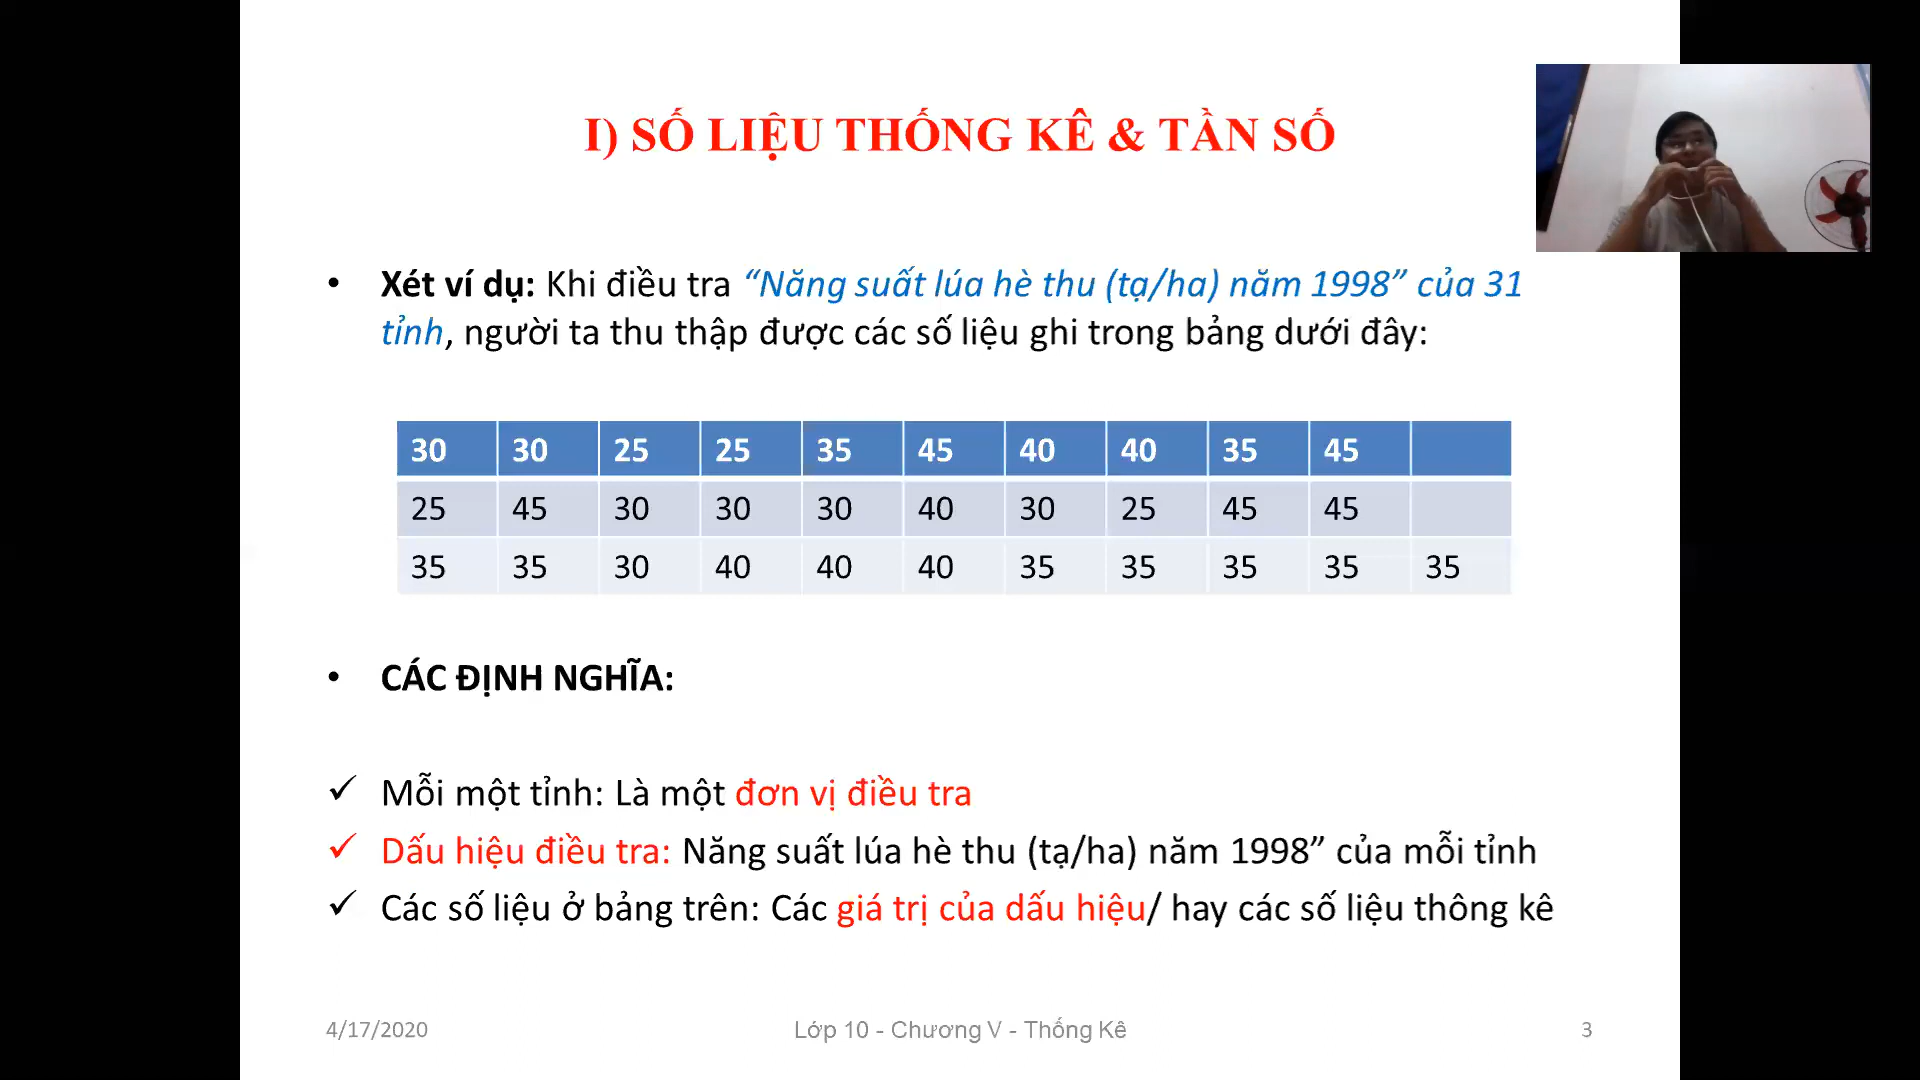 I) SỐ LIỆU THỐNG KÊ & TẦN SỐ
• Xét ví dụ: Khi điều tra “Năng suất lúa hè thu (tạ/ha) năm 1998” của 31
tỉnh, người ta thu thập được các số liệu ghi trong bảng dưới đây:
30 30 25 25 35 45 40 40 35 45
25 45 30 30 30 40 30 25 45 45
35 35 30 40 40 40 35 35 35 35 35
• CÁC ĐỊNH NGHĨA:
✓ Mỗi một tỉnh: Là một đơn vị điều tra
✓ Dấu hiệu điều tra: Năng suất lúa hè thu (tạ/ha) năm 1998” của mỗi tỉnh
✓ Các số liệu ở bảng trên: Các giá trị của dấu hiệu/ hay các số liệu thông kê
4/17/2020 Lớp 10 - Chương V - Thống Kê 3